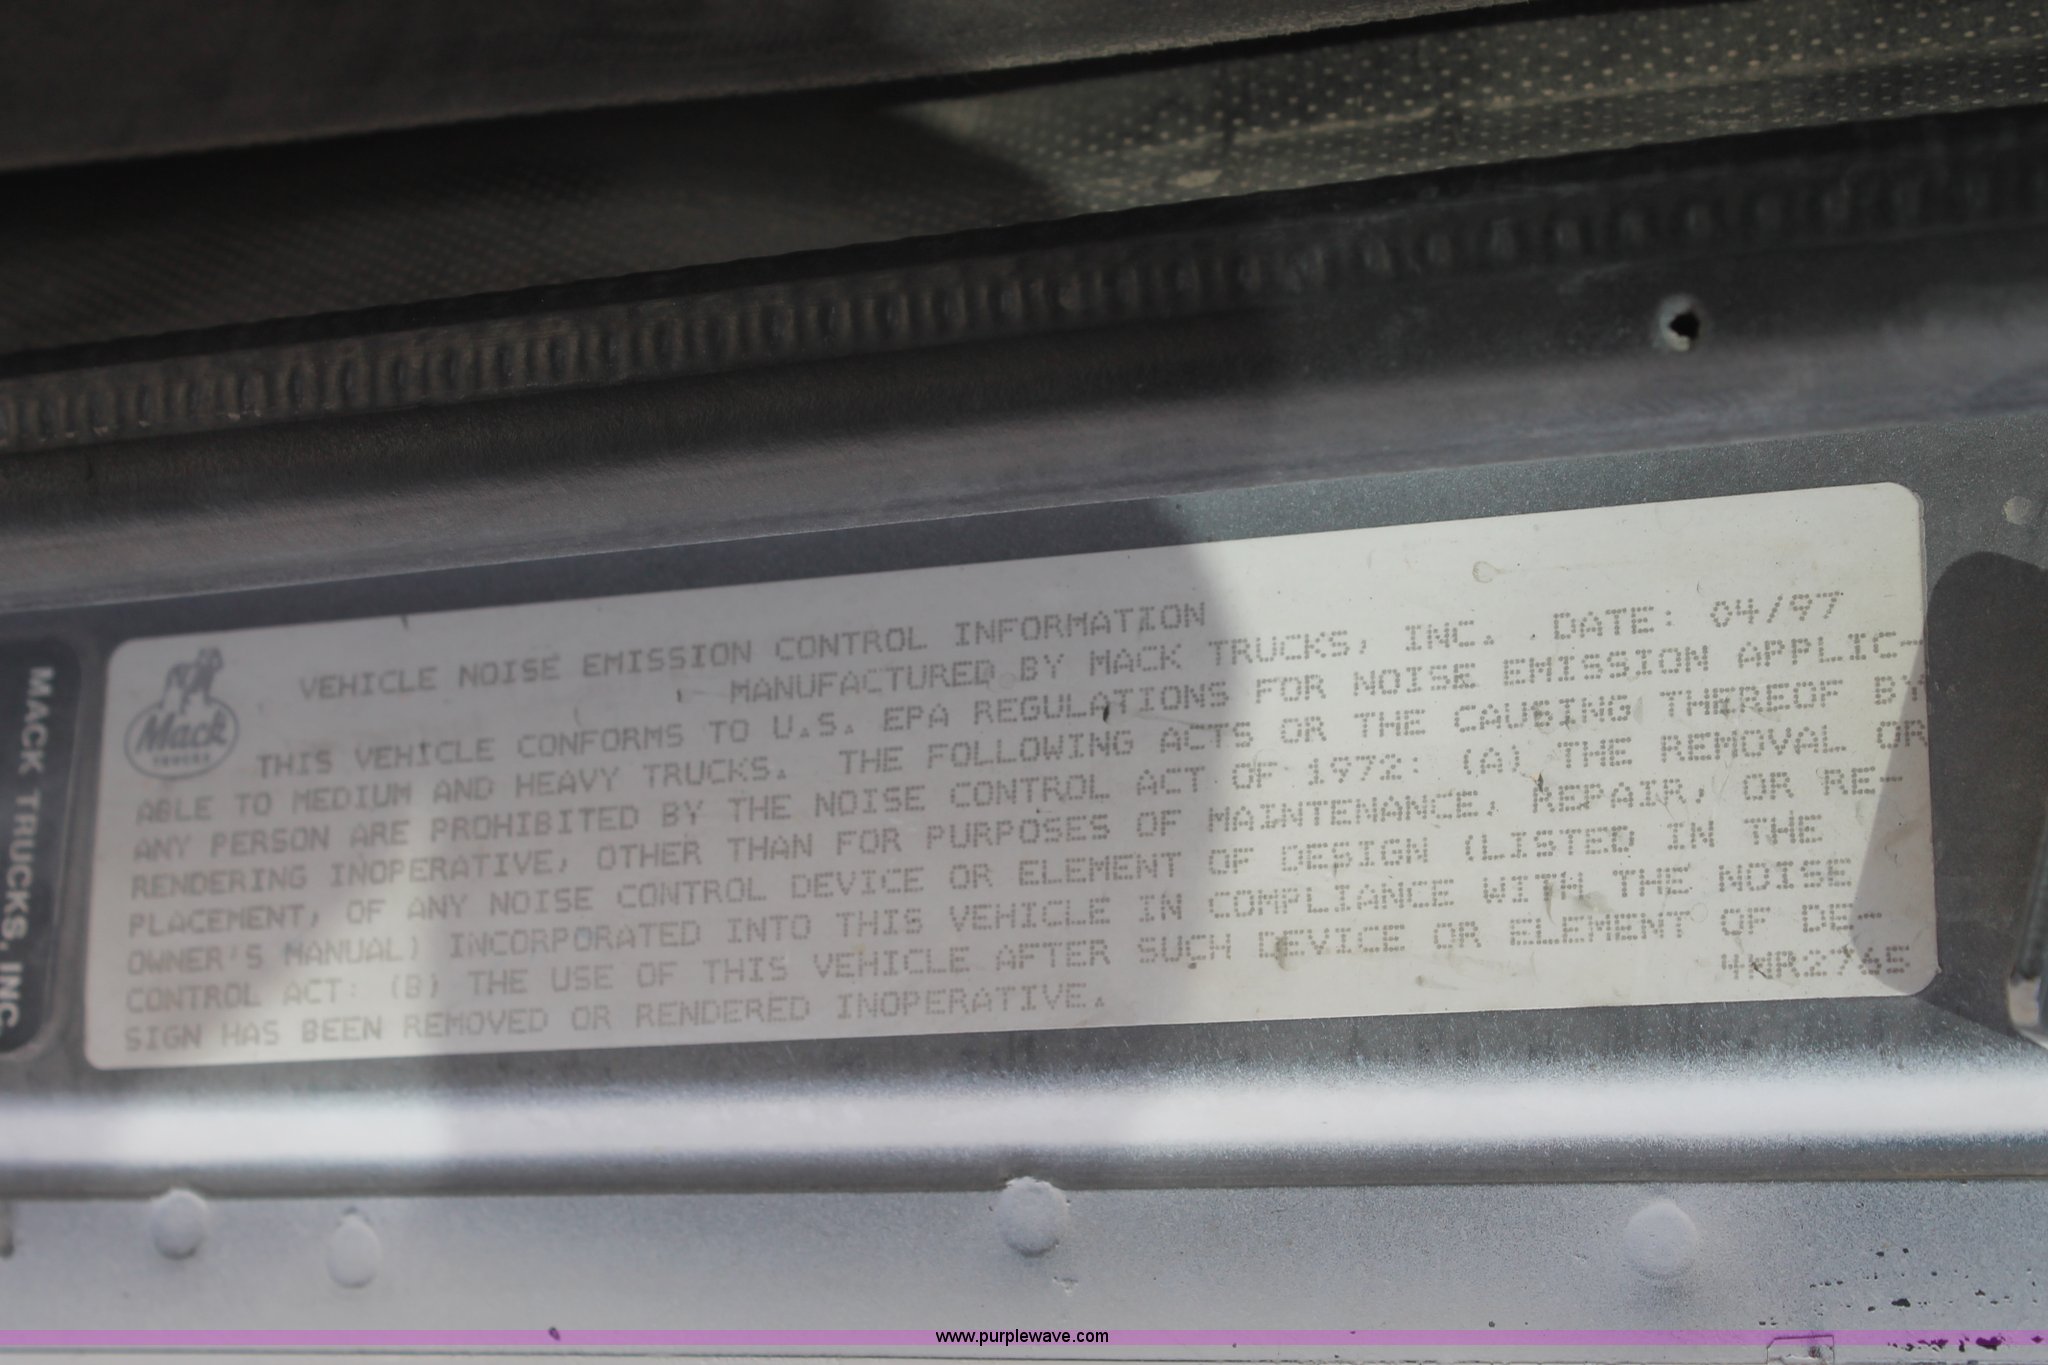 Mack
TRUCKS
VEHICLE NOISE EMISSION CONTROL INFORMATION
MANUFACTURED BY MACK TRUCKS, INC. DATE: 04/97
THIS VEHICLE CONFORMS TO U.S. EPA REGULATIONS FOR NOISE EMISSION APPLIC-
ABLE TO MEDIUM AND HEAVY TRUCKS. THE FOLLOWING ACTS OR THE CAUSING THEREOF BY
ANY PERSON ARE PROHIBITED BY THE NOISE CONTROL ACT OF 1972: (A) THE REMOVAL OR
RENDERING INOPERATIVE, OTHER THAN FOR PURPOSES OF MAINTENANCE, REPAIR, OR RE-
PLACEMENT, OF ANY NOISE CONTROL DEVICE OR ELEMENT OF DESIGN (LISTED IN THE
OWNER'S MANUAL) INCORPORATED INTO THIS VEHICLE IN COMPLIANCE WITH THE NOISE
CONTROL ACT: (B) THE USE OF THIS VEHICLE AFTER SUCH DEVICE OR ELEMENT OF DE-
SIGN HAS BEEN REMOVED OR RENDERED INOPERATIVE. 4MR2765
MACK TRUCKS, INC.
www.purplewave.com